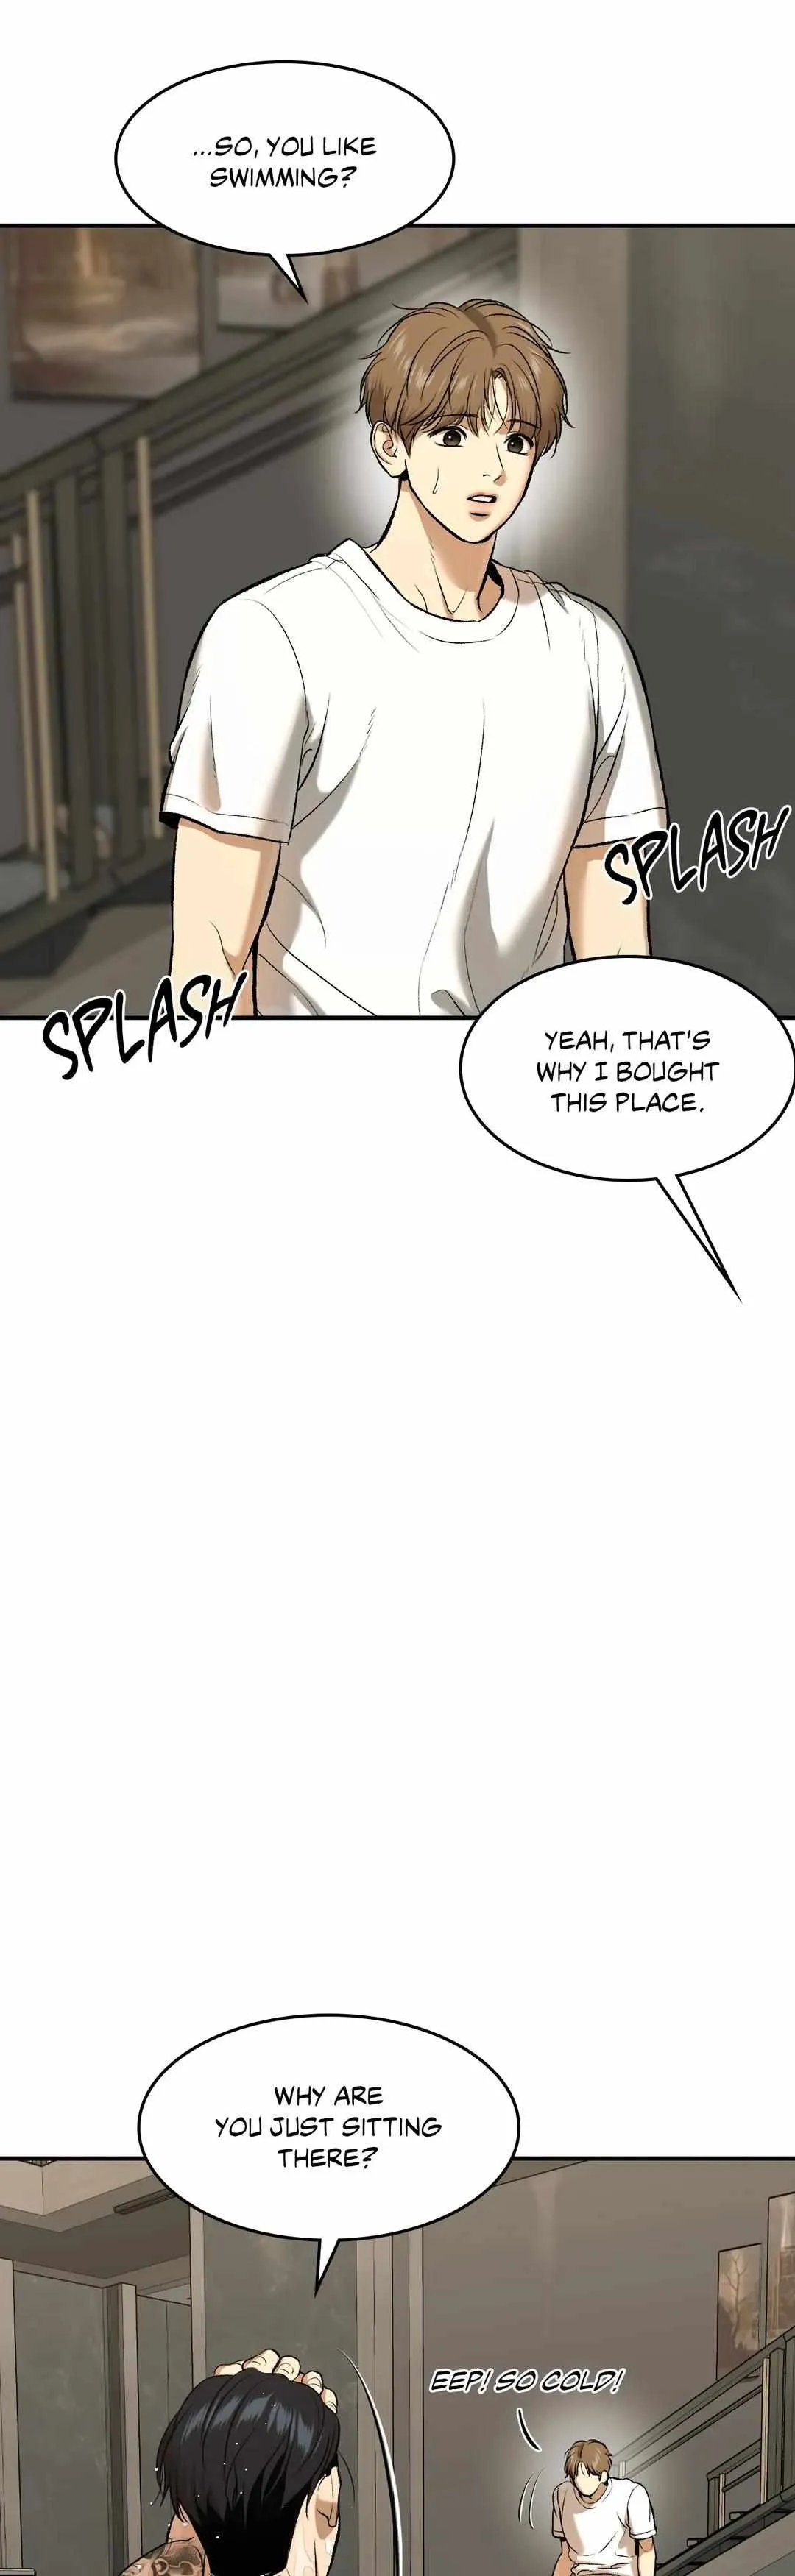 ...SO, YOU LIKE
SWIMMING?
SPLASH
SPLASH
YEAH, THAT'S
WHY I BOUGHT
THIS PLACE.
WHY ARE
YOU JUST SITTING
THERE?
EEP! SO COLD!